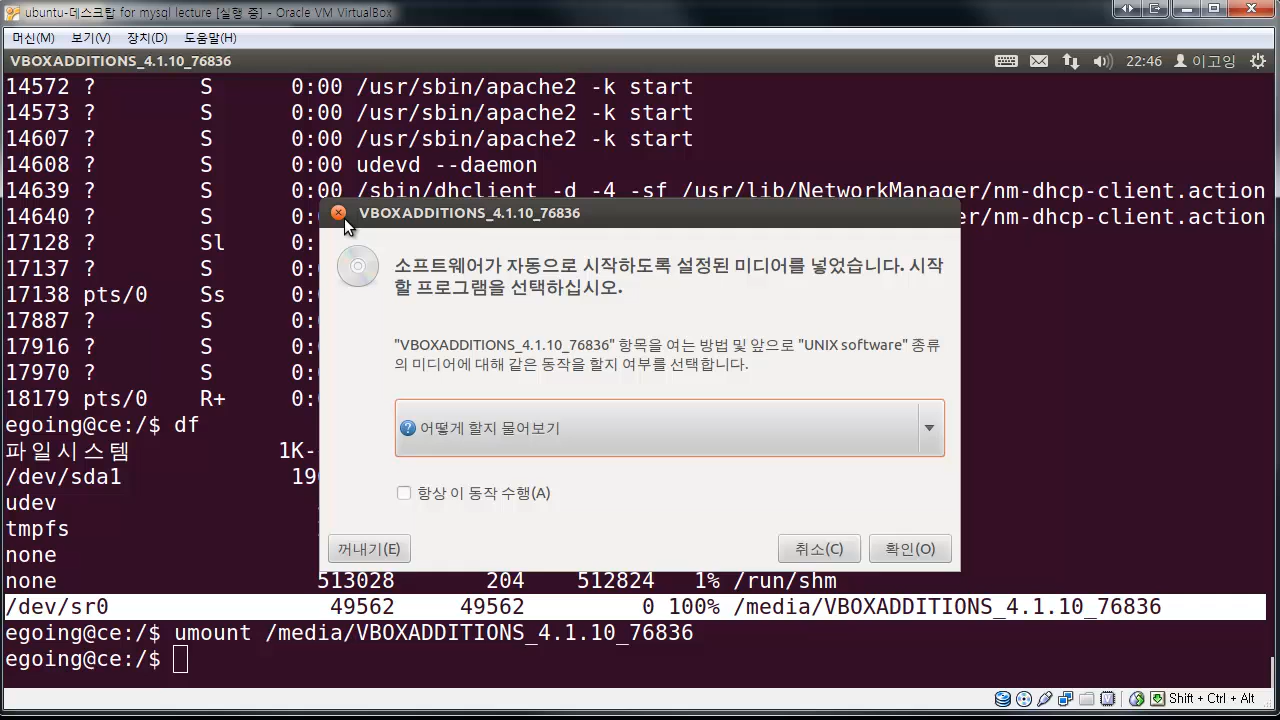 ubuntu-데스크탑 for mysql lecture [실행 중] - Oracle VM VirtualBox
머신(M) 보기(V) 장치(D) 도움말(H)
VBOXADDITIONS_4.1.10_76836 22:46 이고잉
14572 ? S 0:00 /usr/sbin/apache2 -k start
14573 ? S 0:00 /usr/sbin/apache2 -k start
14607 ? S 0:00 /usr/sbin/apache2 -k start
14608 ? S 0:00 udevd --daemon
14639 ? S 0:00 /sbin/dhclient -d -4 -sf /usr/lib/NetworkManager/nm-dhcp-client.action
14640 ? S 0: /nm-dhcp-client.action
17128 ? Sl 0:
17137 ? S 0:
17138 pts/0 Ss 0:
17887 ? S 0:
17916 ? S 0:
17970 ? S 0:
18179 pts/0 R+ 0:
egoing@ce:/$ df
파일시스템 1K-
/dev/sda1 19
udev
tmpfs
none
none 513028 204 512824 1% /run/shm
/dev/sr0 49562 49562 0 100% /media/VBOXADDITIONS_4.1.10_76836
egoing@ce:/$ umount /media/VBOXADDITIONS_4.1.10_76836
egoing@ce:/$
VBOXADDITIONS_4.1.10_76836
소프트웨어가 자동으로 시작하도록 설정된 미디어를 넣었습니다. 시작
할 프로그램을 선택하십시오.
"VBOXADDITIONS_4.1.10_76836" 항목을 여는 방법 및 앞으로 "UNIX software" 종류
의 미디어에 대해 같은 동작을 할지 여부를 선택합니다.
어떻게 할지 물어보기
항상 이 동작 수행(A)
꺼내기(E) 취소(C) 확인(O)
Shift + Ctrl + Alt